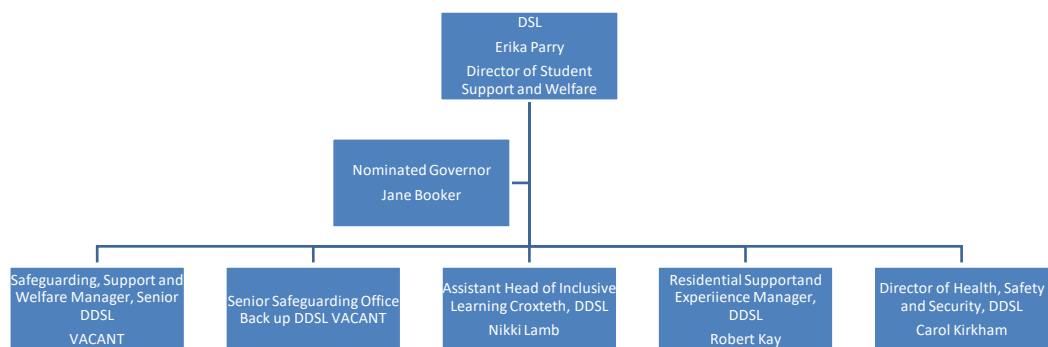 DSL
Erika Parry
Director of Student
Support and Welfare
Nominated Governor
Jane Booker
Safeguarding, Support and
Welfare Manager, Senior
DDSL
VACANT
Senior Safeguarding Office
Back up DDSL VACANT
Assistant Head of Inclusive
Learning Croxteth, DDSL
Nikki Lamb
Residential Supportand
Experiience Manager,
DDSL
Robert Kay
Director of Health, Safety
and Security, DDSL
Carol Kirkham